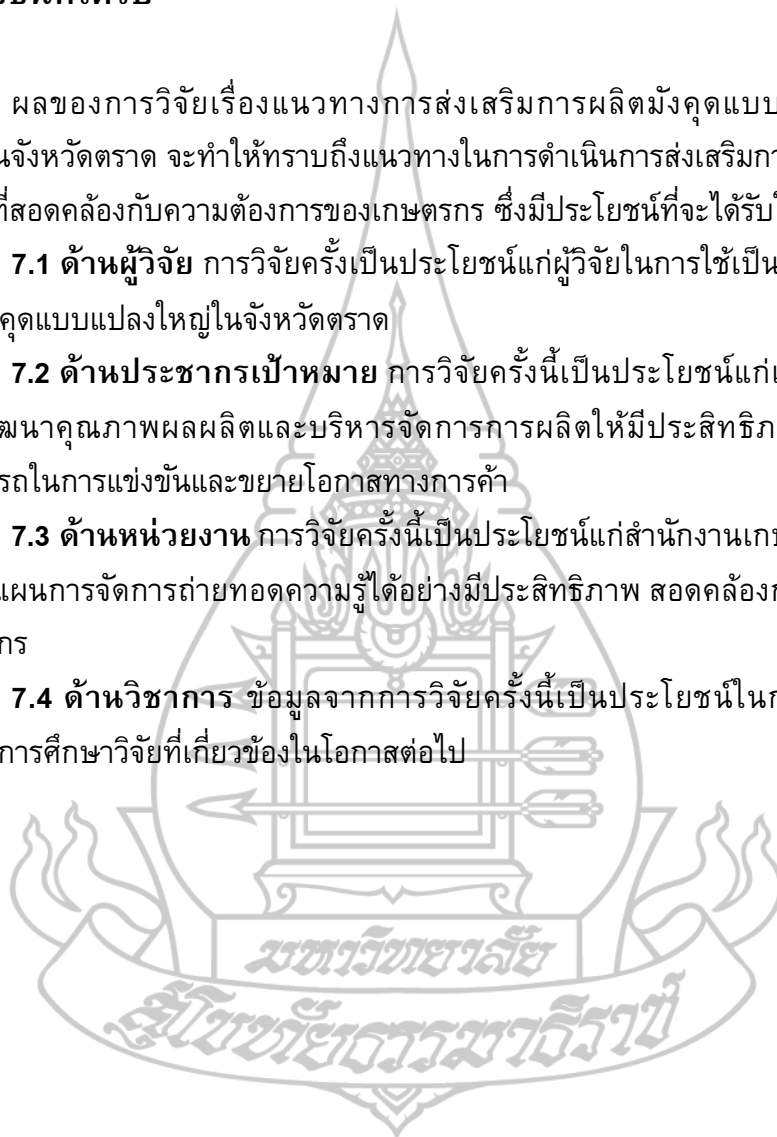 ผลของการวิจัยเรื่องแนวทางการส่งเสริมการผลิตมังคุดแบบ
นจังหวัดตราด จะทำให้ทราบถึงแนวทางในการดำเนินการส่งเสริมกา
ที่สอดคล้องกับความต้องการของเกษตรกร ซึ่งมีประโยชน์ที่จะได้รับ
7.1 ด้านผู้วิจัย การวิจัยครั้งเป็นประโยชน์แก่ผู้วิจัยในการใช้เป็น
คุดแบบแปลงใหญ่ในจังหวัดตราด
7.2 ด้านประชากรเป้าหมาย การวิจัยครั้งนี้เป็นประโยชน์แก่
ฒนาคุณภาพผลผลิตและบริหารจัดการการผลิตให้มีประสิทธิภ
รถในการแข่งขันและขยายโอกาสทางการค้า
7.3 ด้านหน่วยงาน การวิจัยครั้งนี้เป็นประโยชน์แก่สำนักงานเกษ
แผนการจัดการถ่ายทอดความรู้ได้อย่างมีประสิทธิภาพ สอดคล้องก
กร
7.4 ด้านวิชาการ ข้อมูลจากการวิจัยครั้งนี้เป็นประโยชน์ในก
การศึกษาวิจัยที่เกี่ยวข้องในโอกาสต่อไป
มหาวิทยาลัย
สุโขทัยธรรมาธิราช